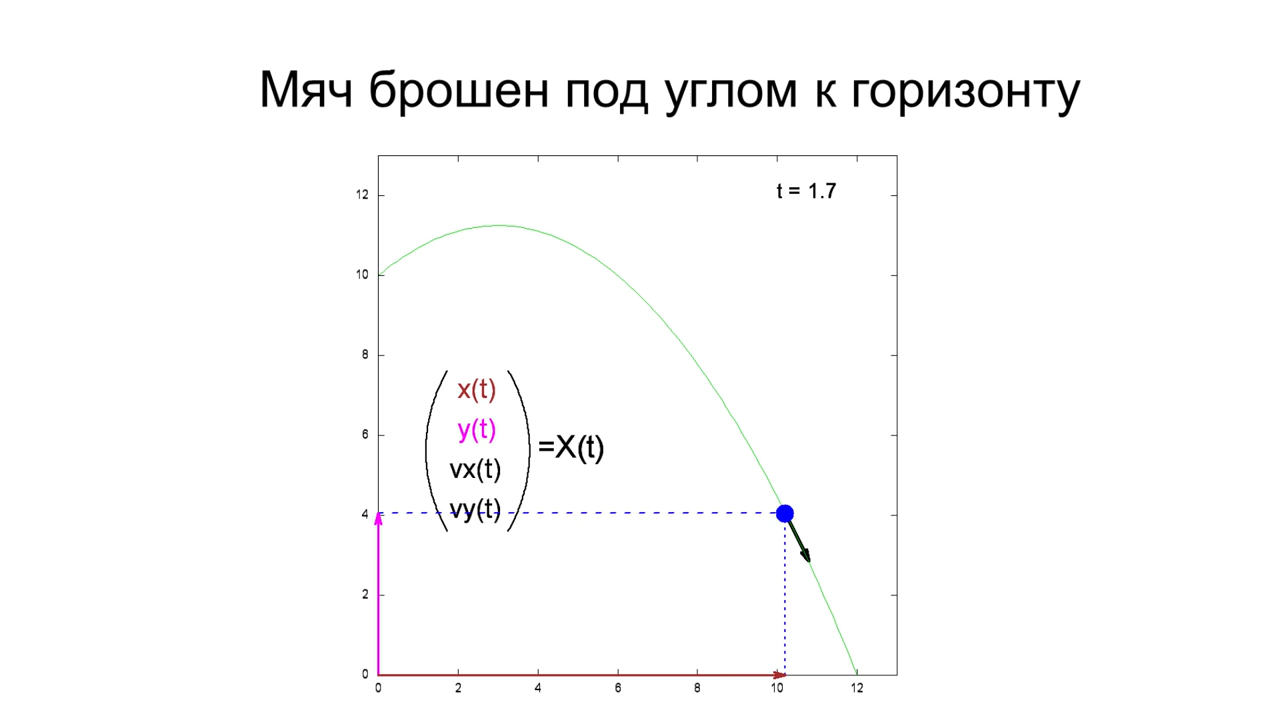 Мяч брошен под углом к горизонту
t = 1.7
12
10
8
6
4
2
0
x(t)
y(t)
vx(t)
vy(t)
=X(t)
0 2 4 6 8 10 12